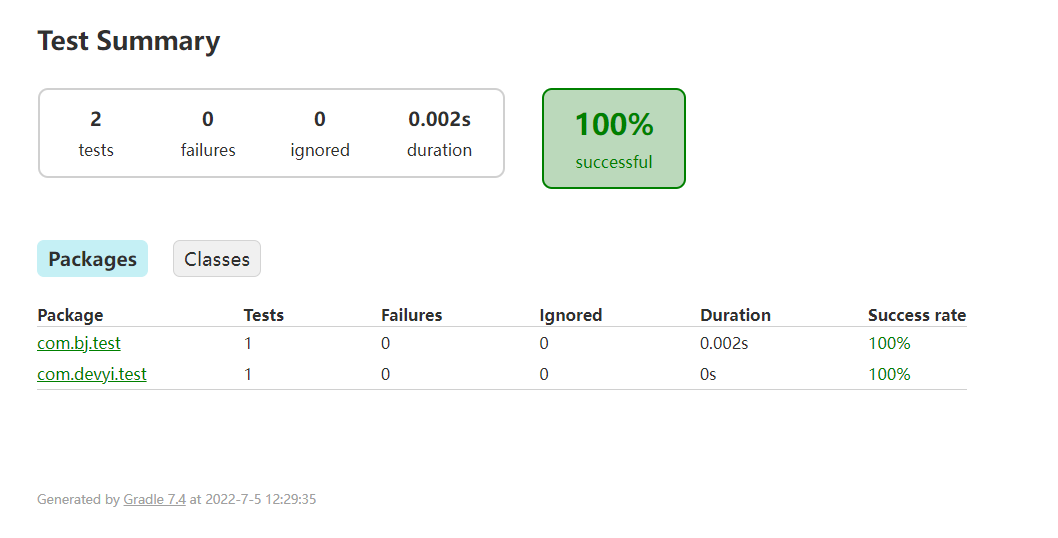 Test Summary
2 0 0 0.002s
tests failures ignored duration
100%
successful
Packages Classes
Package Tests Failures Ignored Duration Success rate
com.bj.test 1 0 0 0.002s 100%
com.devyi.test 1 0 0 0s 100%
Generated by Gradle 7.4 at 2022-7-5 12:29:35